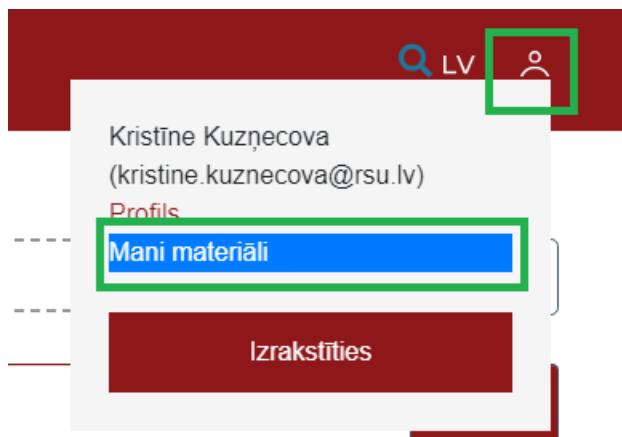 LV
Kristīne Kuzņecova
(kristine.kuznecova@rsu.lv)
Profils
Mani materiāli
Izrakstīties